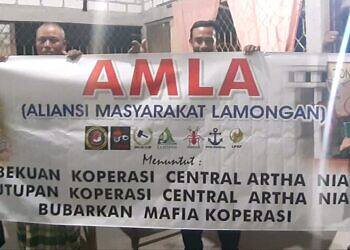 AMLA
(ALIANSI MASYARAKAT LAMONGAN)
Menuntut :
BEKUAN KOPERASI CENTRAL ARTHA NIA
UTUPAN KOPERASI CENTRAL ARTHA NIA
BUBARKAN MAFIA KOPERASI